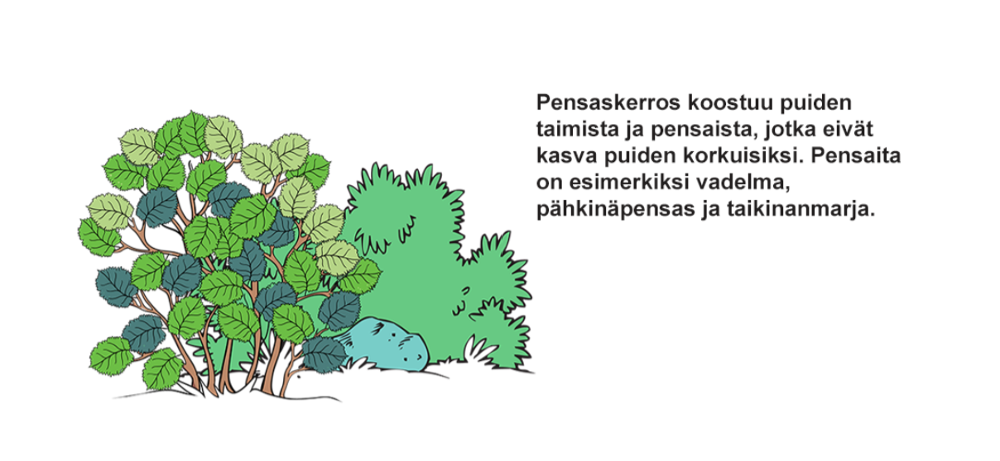 Pensaskerros koostuu puiden
taimista ja pensaista, jotka eivät
kasva puiden korkuisiksi. Pensaita
on esimerkiksi vadelma,
pähkinäpensas ja taikinanmarja.